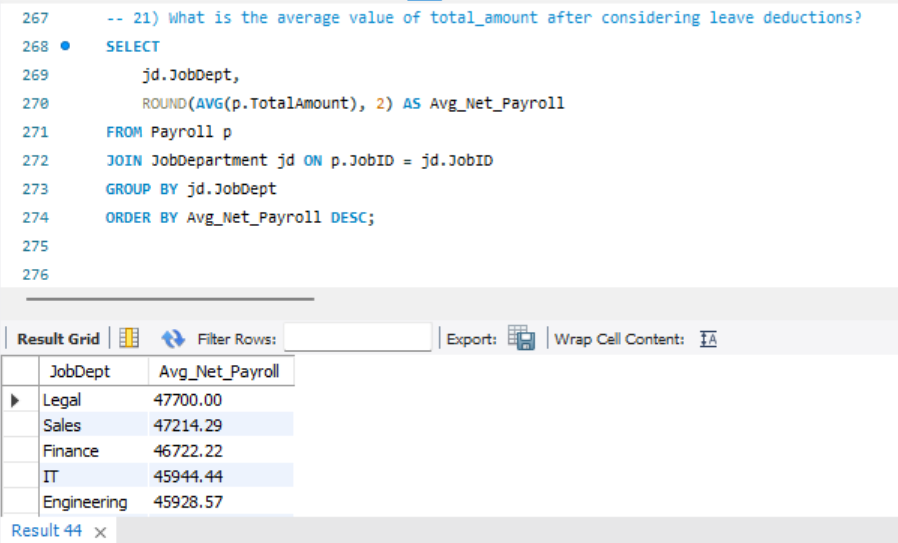 267 -- 21) What is the average value of total_amount after considering leave deductions?
268 SELECT
269 jd.JobDept,
270 ROUND(AVG(p.TotalAmount), 2) AS Avg_Net_Payroll
271 FROM Payroll p
272 JOIN JobDepartment jd ON p.JobID = jd.JobID
273 GROUP BY jd.JobDept
274 ORDER BY Avg_Net_Payroll DESC;
275
276
Result Grid Filter Rows: Export: Wrap Cell Content: IA
JobDept Avg_Net_Payroll
Legal 47700.00
Sales 47214.29
Finance 46722.22
IT 45944.44
Engineering 45928.57
Result 44 ×